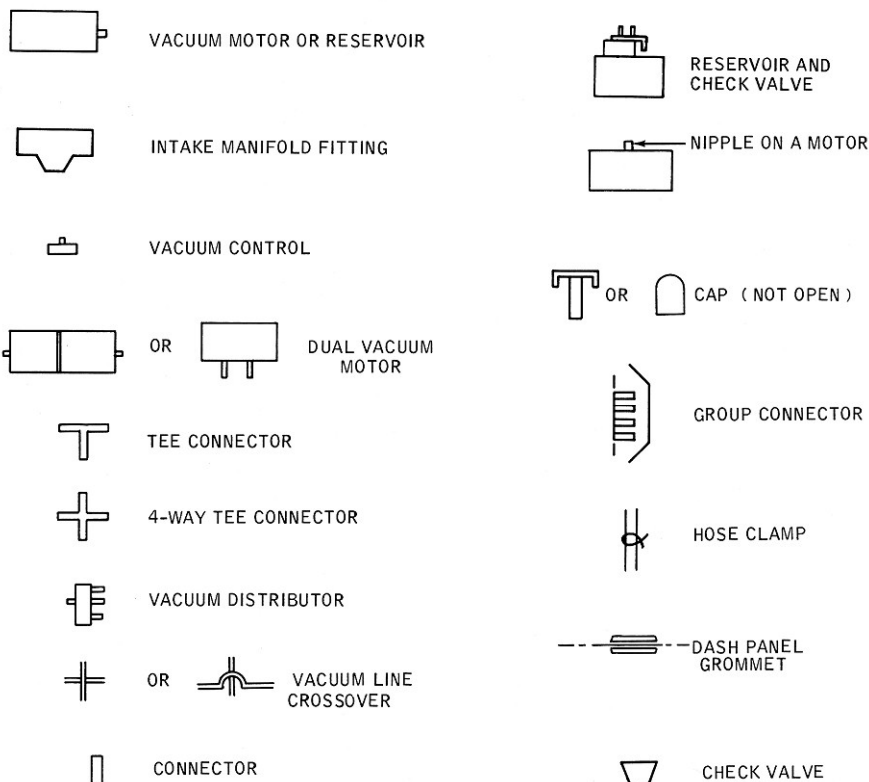 VACUUM MOTOR OR RESERVOIR
INTAKE MANIFOLD FITTING
VACUUM CONTROL
OR
DUAL VACUUM
MOTOR
TEE CONNECTOR
4-WAY TEE CONNECTOR
VACUUM DISTRIBUTOR
OR
VACUUM LINE
CROSSOVER
CONNECTOR
RESERVOIR AND
CHECK VALVE
NIPPLE ON A MOTOR
OR
CAP ( NOT OPEN )
GROUP CONNECTOR
HOSE CLAMP
DASH PANEL
GROMMET
CHECK VALVE